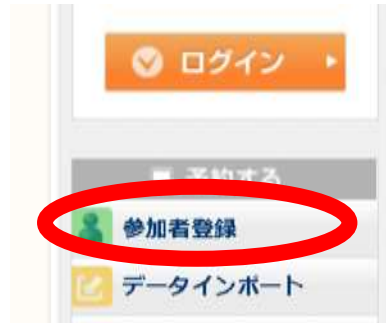 ログイン
予約する
参加者登録
データインポート